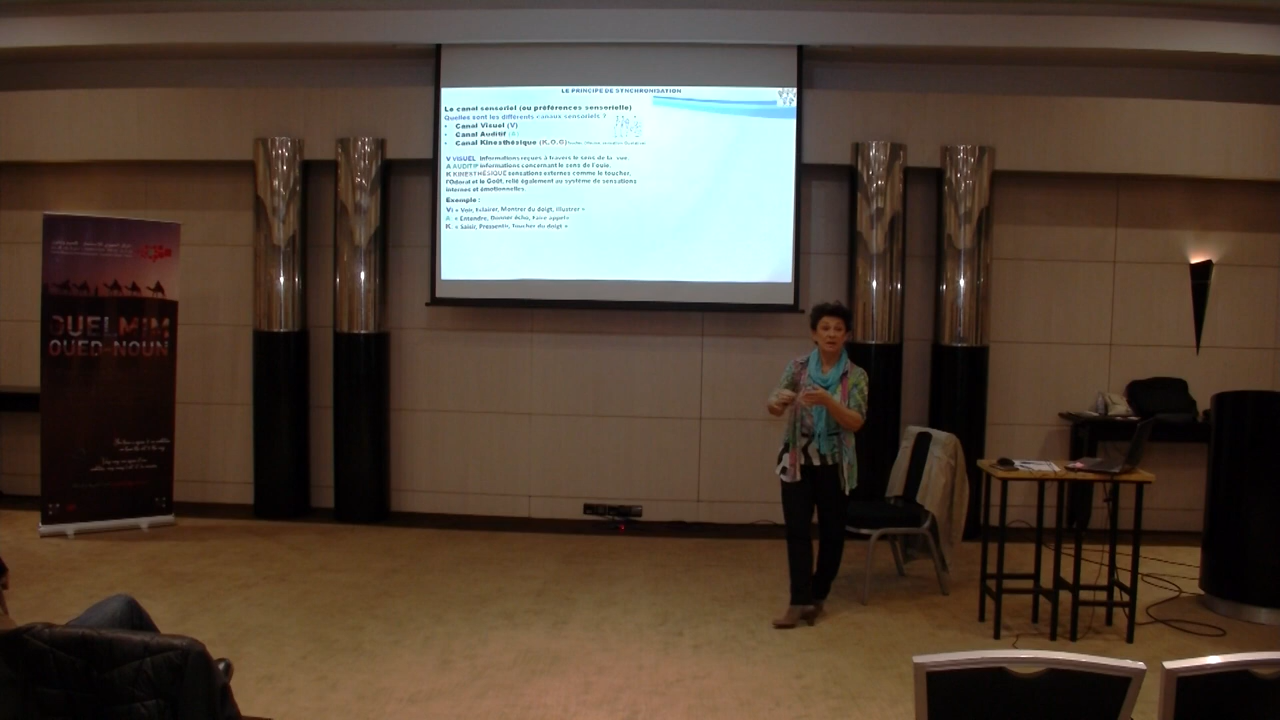 LE PRINCIPE DE SYNCHRONISATION
Le canal sensoriel (ou préférences sensorielle)
Quelles sont les différents canaux sensoriels ?
• Canal Visuel (V)
• Canal Auditif (A)
• Canal Kinesthésique (K,O,G)
V VISUEL informations reçues à travers le sens de la vue.
A AUDITIF informations concernant le sens de l'ouïe.
K KINESTHÉSIQUE sensations externes comme le toucher,
l'Odorat et le Goût, relié également au système de sensations
internes et émotionnelles.
Exemple :
V: « Voir, Eclairer, Montrer du doigt, Illustrer »
A: « Entendre, Donner écho, Faire appel»
K: « Saisir, Pressentir, Toucher du doigt »
GUELMIM
OUED-NOUN